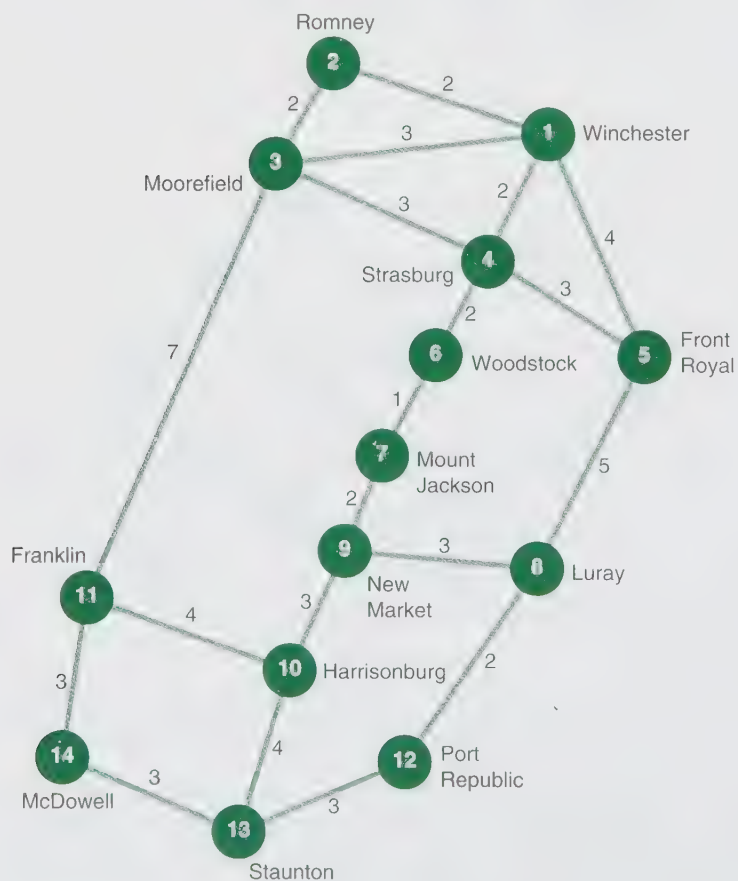 Romney
2
2
2
1
Winchester
3
3
Moorefield
2
3
4
4
Strasburg
3
2
Front
7
6
Woodstock
5
Royal
1
7
Mount
Jackson
5
2
Franklin
9
3
8
Luray
New
Market
11
4
3
10
Harrisonburg
2
3
14
4
12
Port
Republic
McDowell
3
3
13
Staunton